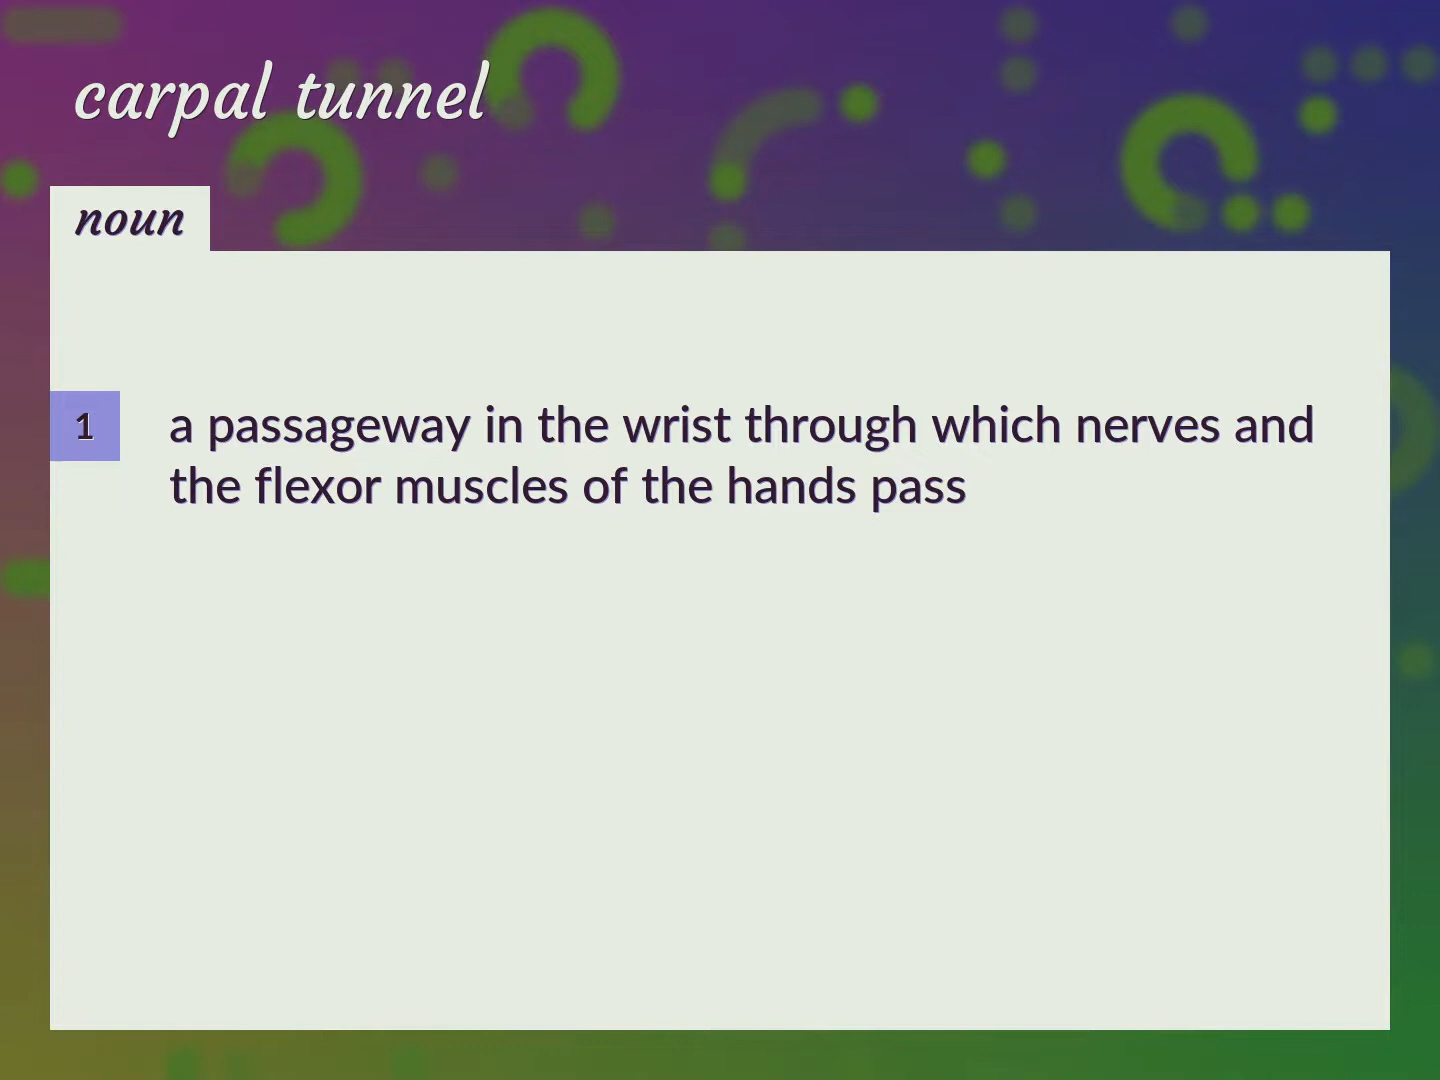 carpal tunnel
noun
1
a passageway in the wrist through which nerves and
the flexor muscles of the hands pass